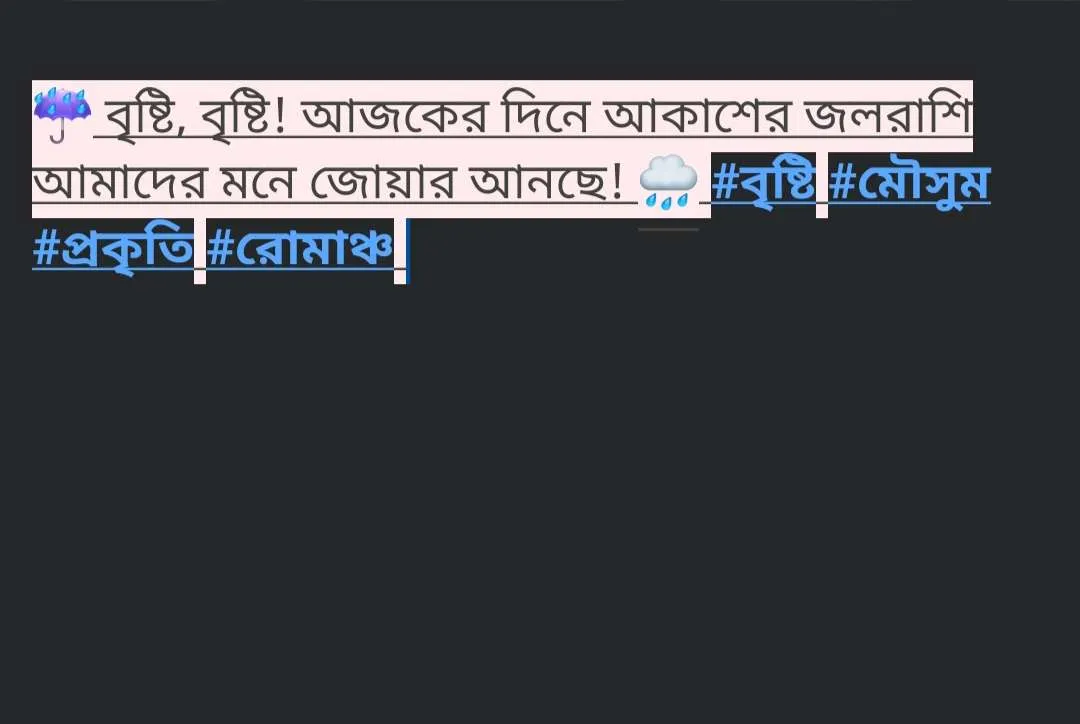 ☔ বৃষ্টি, বৃষ্টি! আজকের দিনে আকাশের জলরাশি
আমাদের মনে জোয়ার আনছে! 🌧️ #বৃষ্টি #মৌসুম
#প্রকৃতি #রোমাঞ্চ